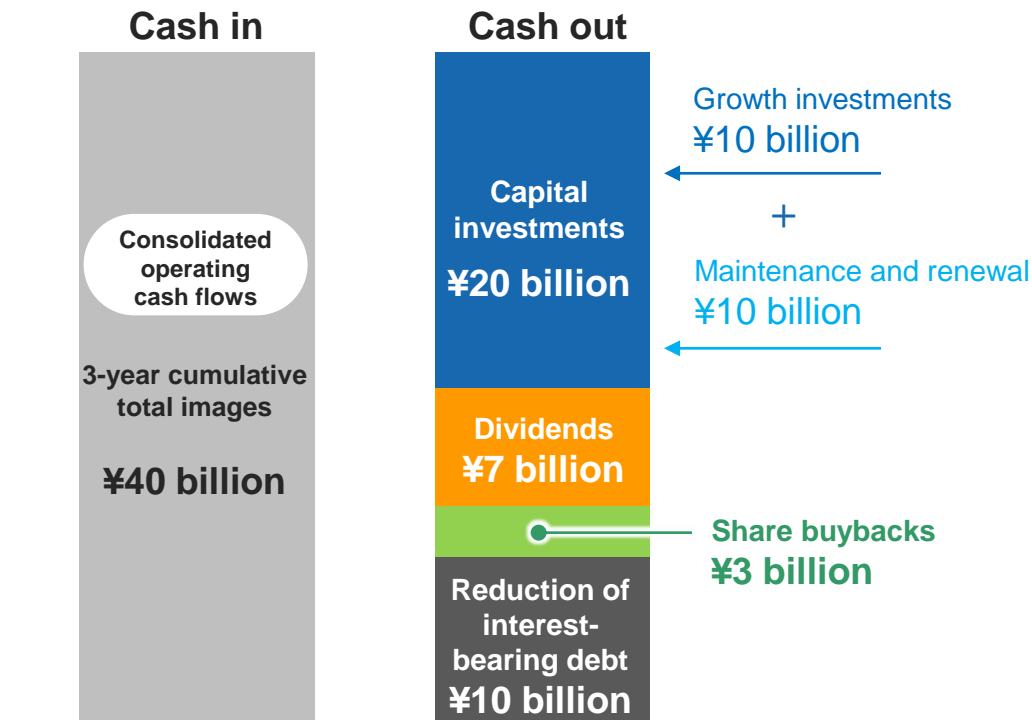 Cash in
Consolidated
operating
cash flows
3-year cumulative
total images
¥40 billion
Cash out
Capital
investments
¥20 billion
Growth investments
¥10 billion
+
Maintenance and renewal
¥10 billion
Dividends
¥7 billion
Share buybacks
¥3 billion
Reduction of
interest-
bearing debt
¥10 billion